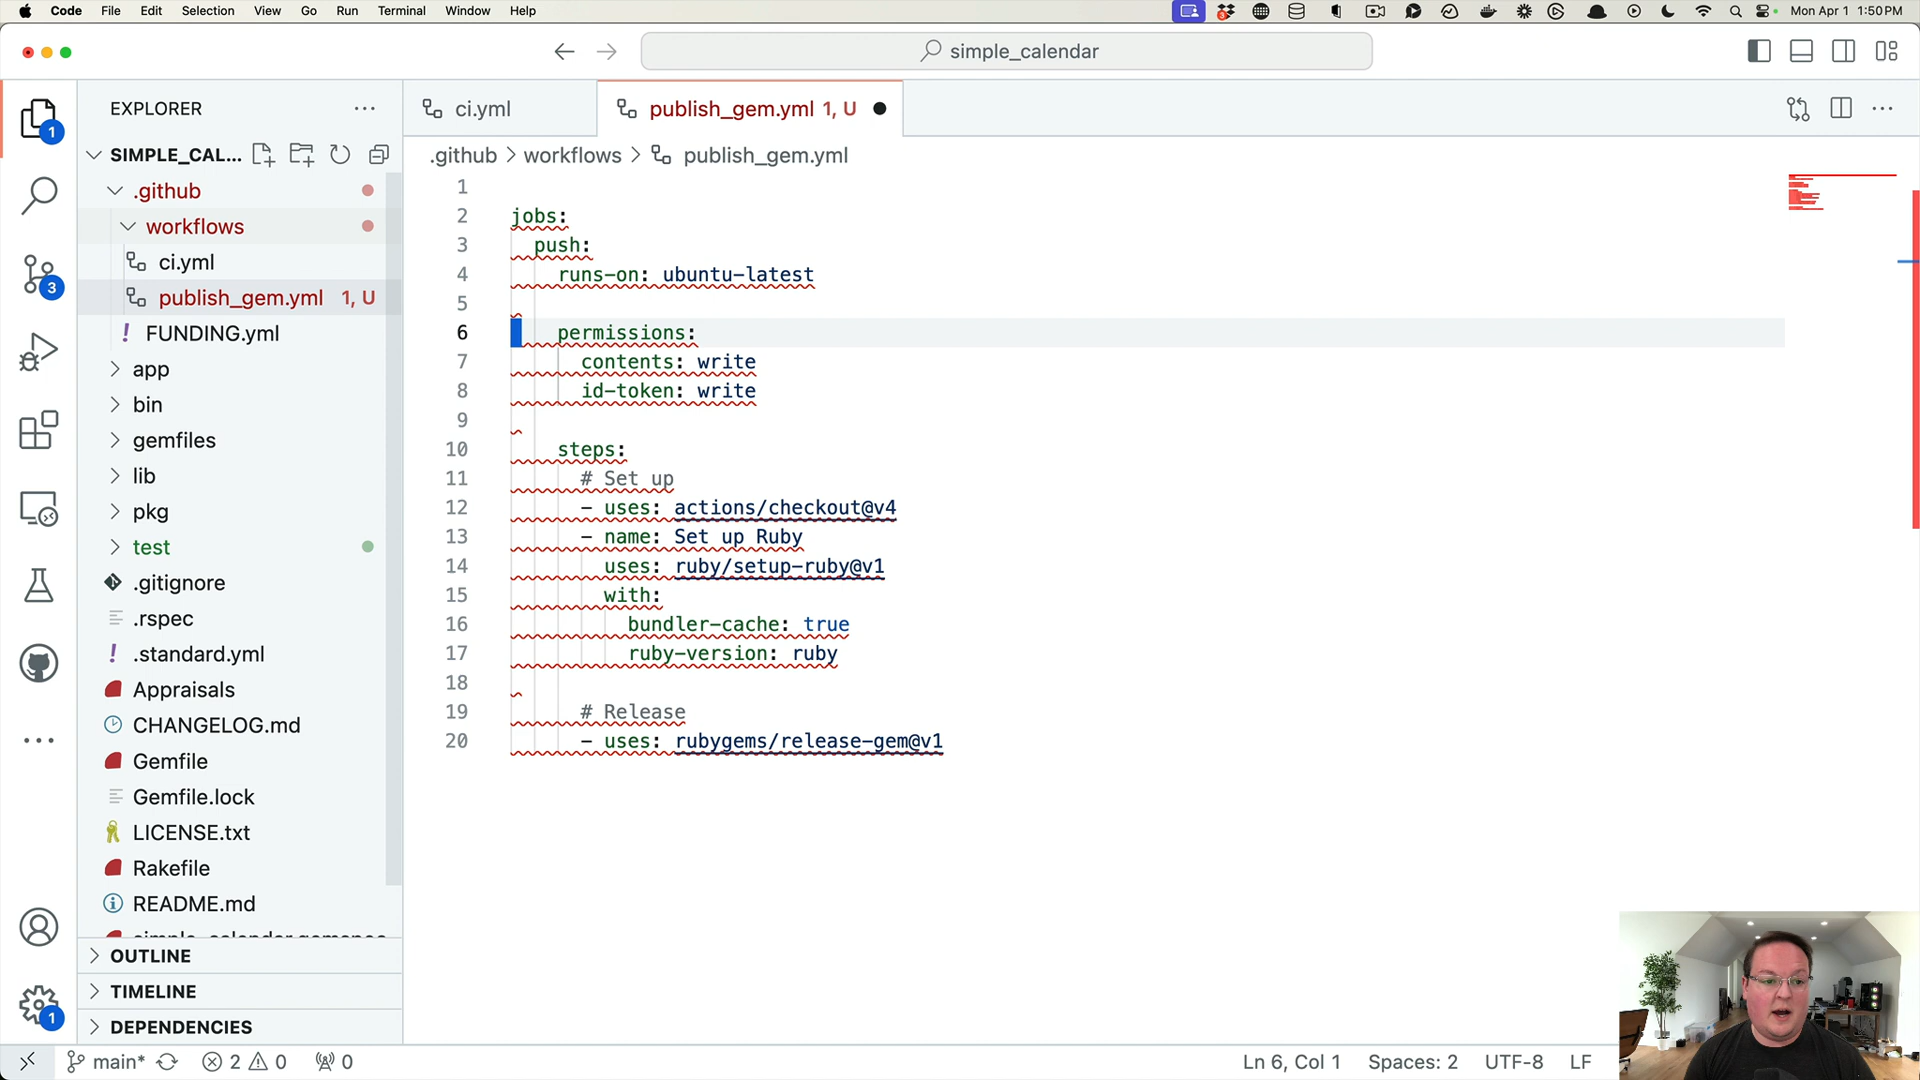 Code File Edit Selection View Go Run Terminal Window Help
Mon Apr 1 1:50 PM
simple_calendar
EXPLORER
SIMPLE_CAL...
.github
workflows
ci.yml
publish_gem.yml 1, U
FUNDING.yml
app
bin
gemfiles
lib
pkg
test
.gitignore
.rspec
.standard.yml
Appraisals
CHANGELOG.md
Gemfile
Gemfile.lock
LICENSE.txt
Rakefile
README.md
OUTLINE
TIMELINE
DEPENDENCIES
1
3
1
ci.yml
publish_gem.yml 1, U
.github > workflows > publish_gem.yml
1
2 jobs:
3 push:
4 runs-on: ubuntu-latest
5
6 permissions:
7 contents: write
8 id-token: write
9
10 steps:
11 # Set up
12 - uses: actions/checkout@v4
13 - name: Set up Ruby
14 uses: ruby/setup-ruby@v1
15 with:
16 bundler-cache: true
17 ruby-version: ruby
18
19 # Release
20 - uses: rubygems/release-gem@v1
main* 2 0 0
Ln 6, Col 1 Spaces: 2 UTF-8 LF